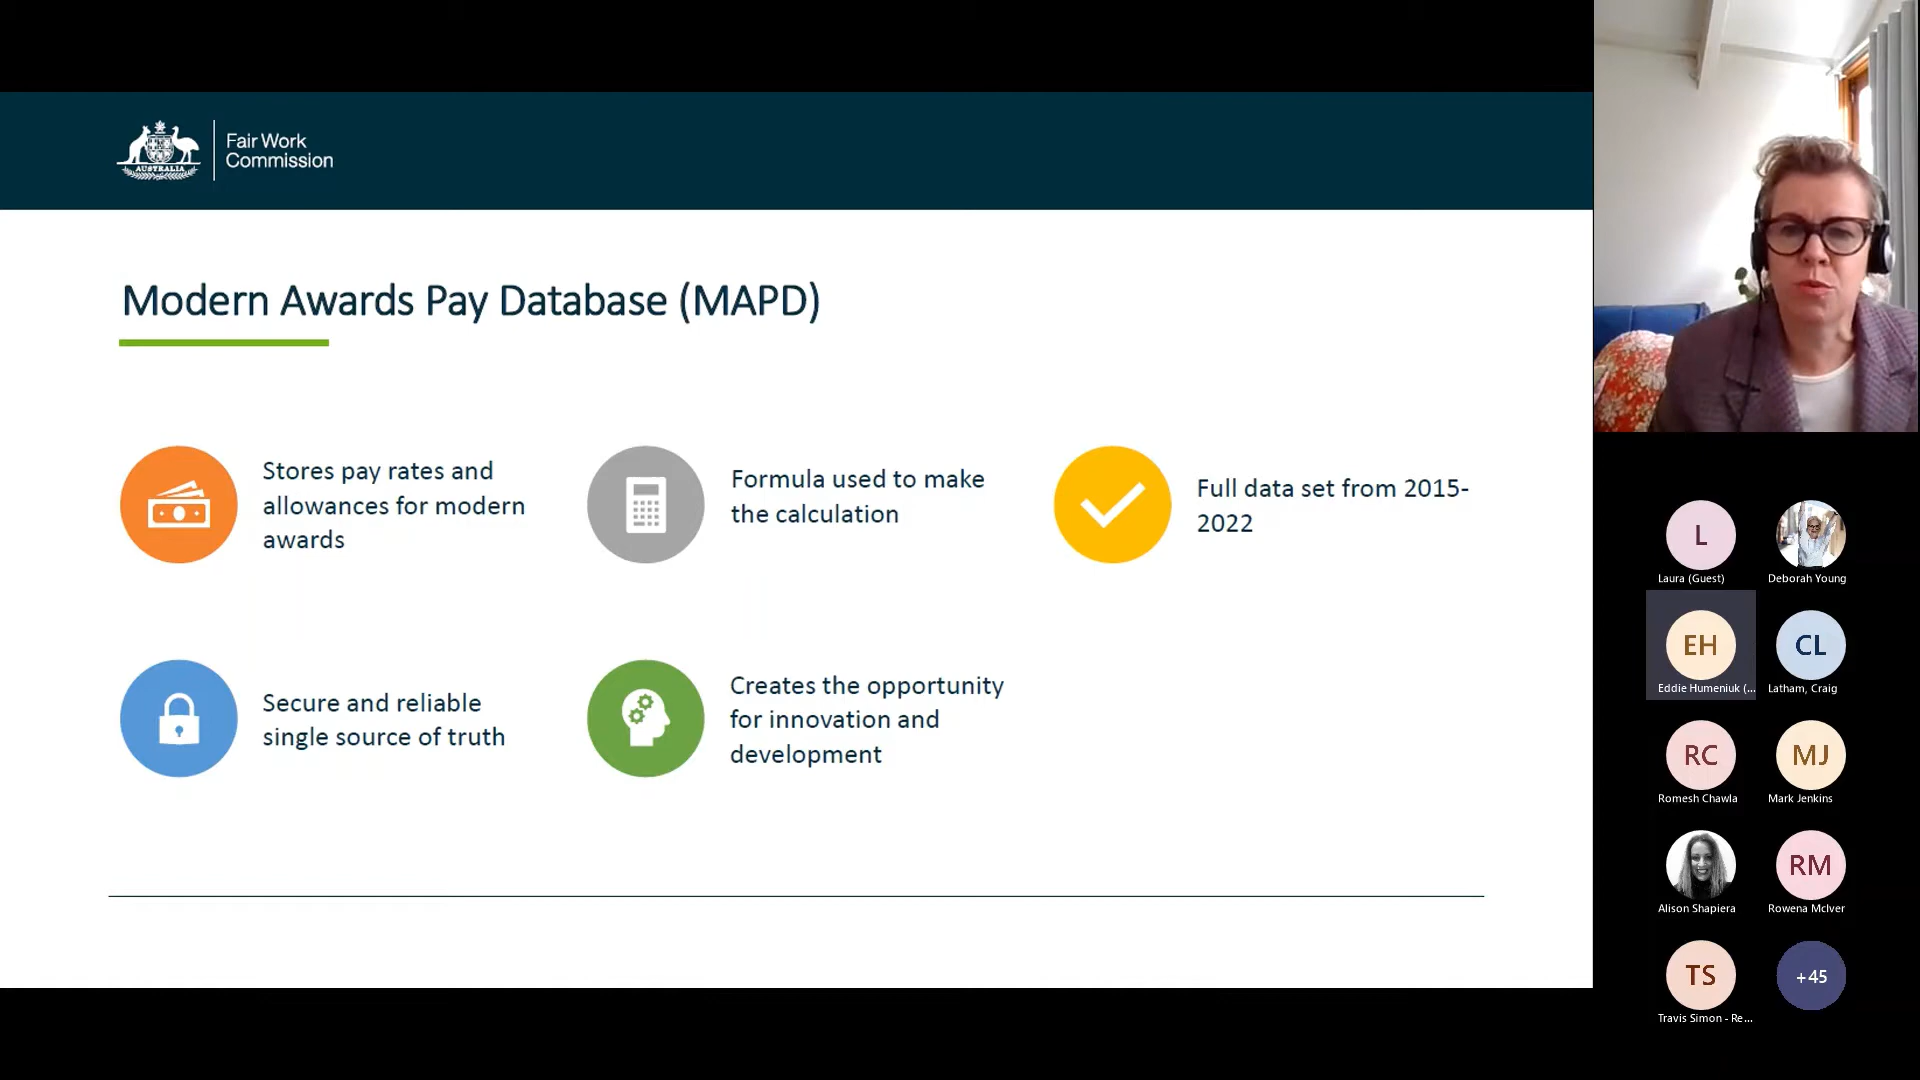 AUSTRALIA
Fair Work
Commission
Modern Awards Pay Database (MAPD)
Stores pay rates and
allowances for modern
awards
Formula used to make
the calculation
Full data set from 2015-
2022
Secure and reliable
single source of truth
Creates the opportunity
for innovation and
development
L
Laura (Guest)
Deborah Young
EH
Eddie Humeniuk (...
CL
Latham, Craig
RC
Romesh Chawla
MJ
Mark Jenkins
Alison Shapiera
RM
Rowena McIver
TS
Travis Simon - Re...
+45